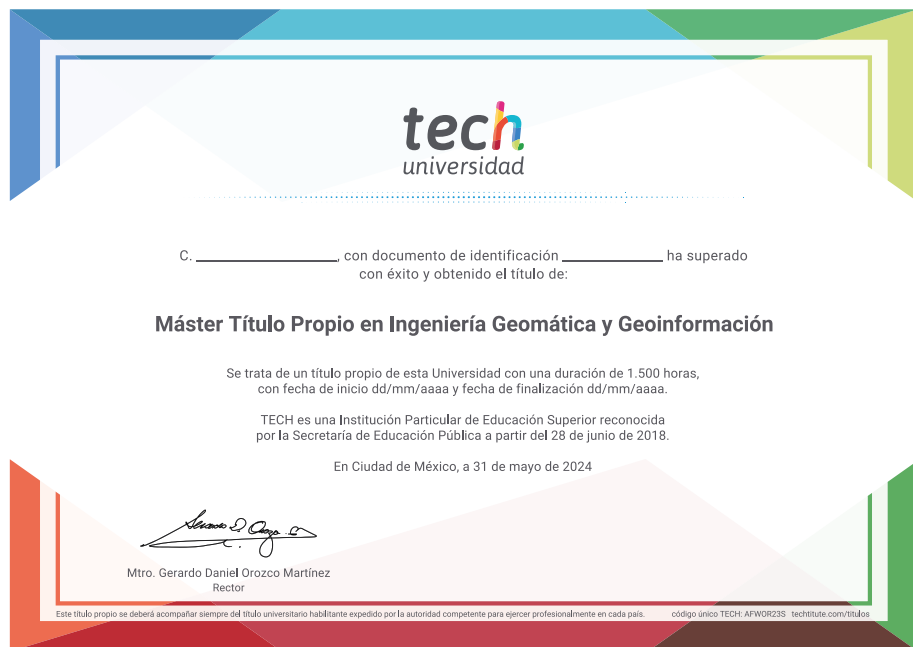 tech
universidad
C. ____________________, con documento de identificación ______________ ha superado
con éxito y obtenido el título de:
Máster Título Propio en Ingeniería Geomática y Geoinformación
Se trata de un título propio de esta Universidad con una duración de 1.500 horas,
con fecha de inicio dd/mm/aaaa y fecha de finalización dd/mm/aaaa.
TECH es una Institución Particular de Educación Superior reconocida
por la Secretaría de Educación Pública a partir del 28 de junio de 2018.
En Ciudad de México, a 31 de mayo de 2024
Mtro. Gerardo Daniel Orozco Martínez
Rector
Este título propio se deberá acompañar siempre del título universitario habilitante expedido por la autoridad competente para ejercer profesionalmente en cada país. código único TECH: AFWOR23S techtitute.com/titulos